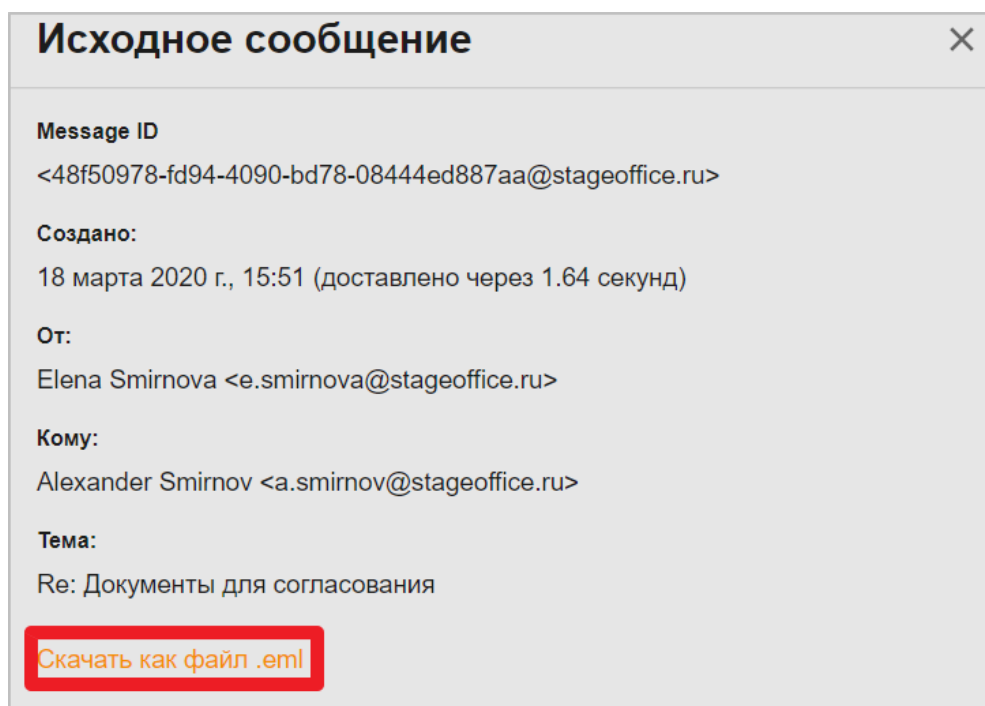 Исходное сообщение
Message ID
<48f50978-fd94-4090-bd78-08444ed887aa@stageoffice.ru>
Создано:
18 марта 2020 г., 15:51 (доставлено через 1.64 секунд)
От:
Elena Smirnova <e.smirnova@stageoffice.ru>
Кому:
Alexander Smirnov <a.smirnov@stageoffice.ru>
Тема:
Re: Документы для согласования
Скачать как файл .eml